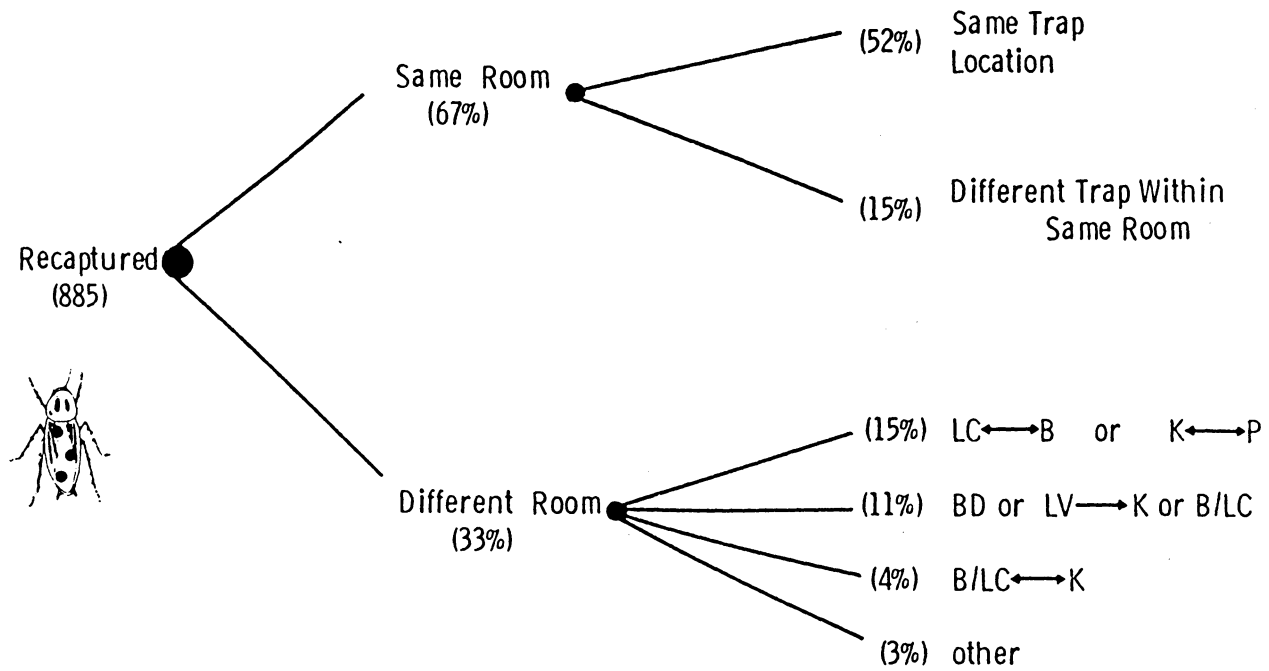 (52%) Same Trap
Location
Same Room
(67%)
(15%) Different Trap Within
Same Room
Recaptured
(885)
(15%) LC↔B or K↔P
(11%) BD or LV→K or B/LC
Different Room
(33%)
(4%) B/LC↔K
(3%) other